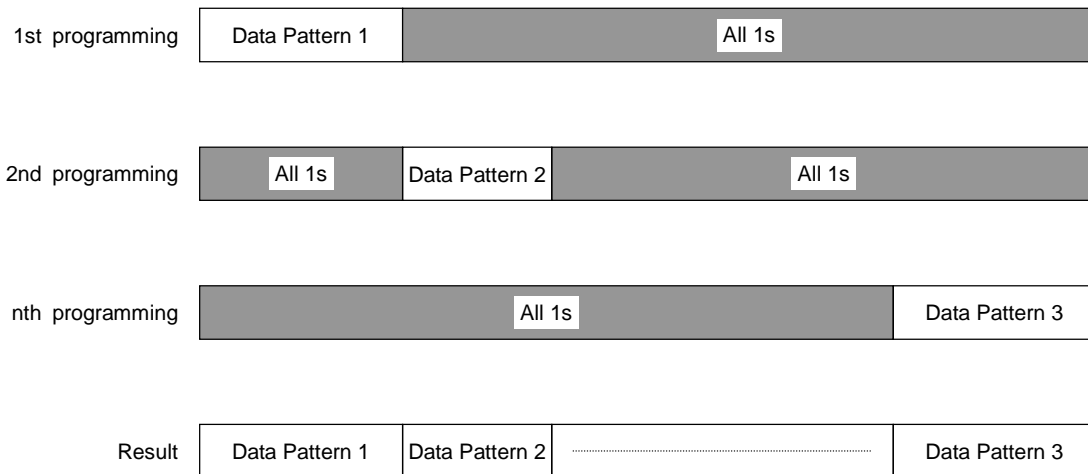 1st programming Data Pattern 1 All 1s
2nd programming All 1s Data Pattern 2 All 1s
nth programming All 1s Data Pattern 3
Result Data Pattern 1 Data Pattern 2 Data Pattern 3